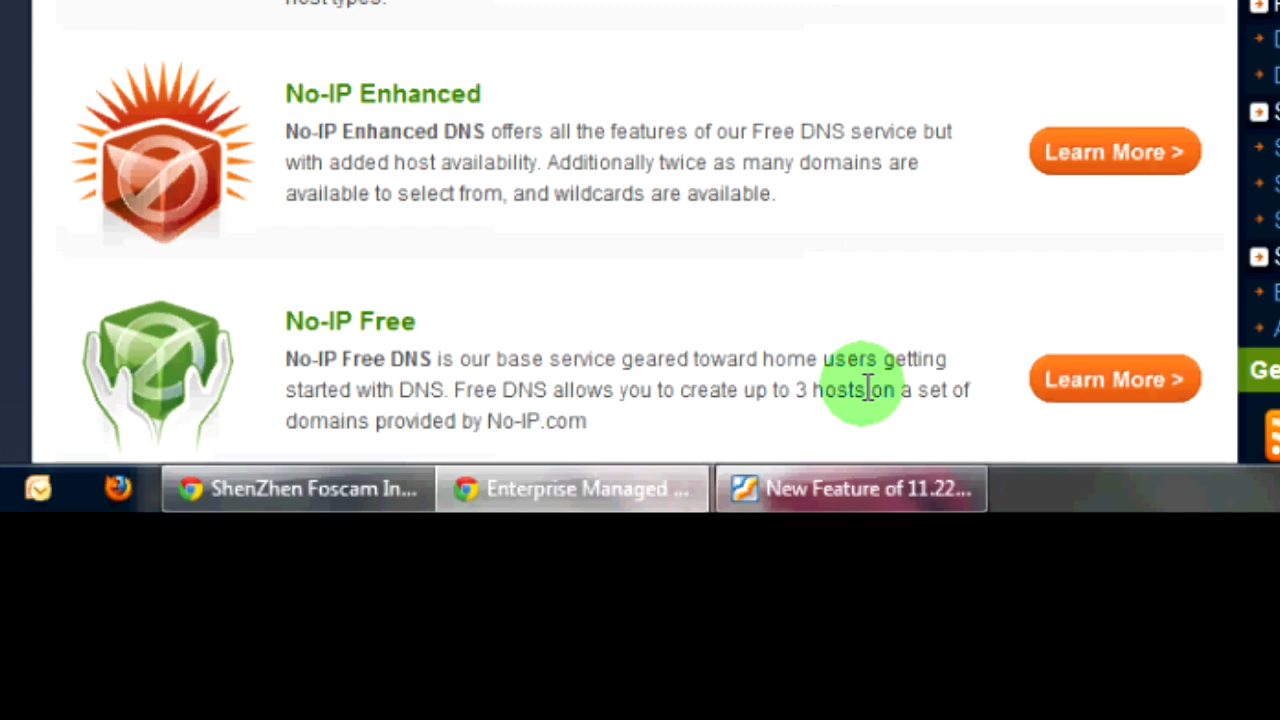 host types.
No-IP Enhanced
No-IP Enhanced DNS offers all the features of our Free DNS service but
with added host availability. Additionally twice as many domains are
available to select from, and wildcards are available.
Learn More >
No-IP Free
No-IP Free DNS is our base service geared toward home users getting
started with DNS. Free DNS allows you to create up to 3 hosts on a set of
domains provided by No-IP.com
Learn More >
Ge
ShenZhen Foscam In...
Enterprise Managed ...
New Feature of 11.22...